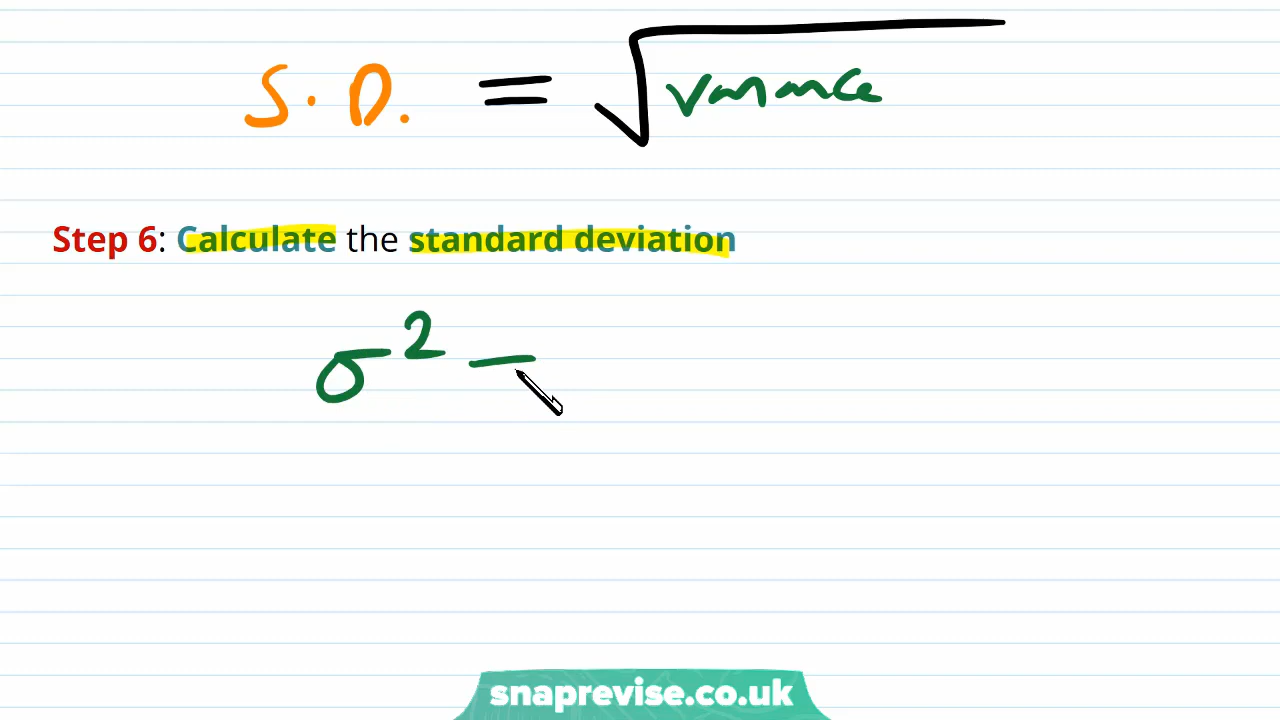 S.D. = √variance
Step 6: Calculate the standard deviation
σ² –
snaprevise.co.uk